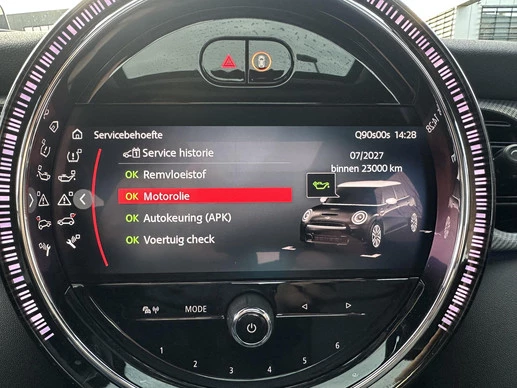 Servicebehoefte Q90s00s 14:28
Service historie
07/2027
binnen 23000 km
OK Remvloeistof
OK Motorolie
OK Autokeuring (APK)
OK Voertuig check
MODE
1 2 3 4 5 6